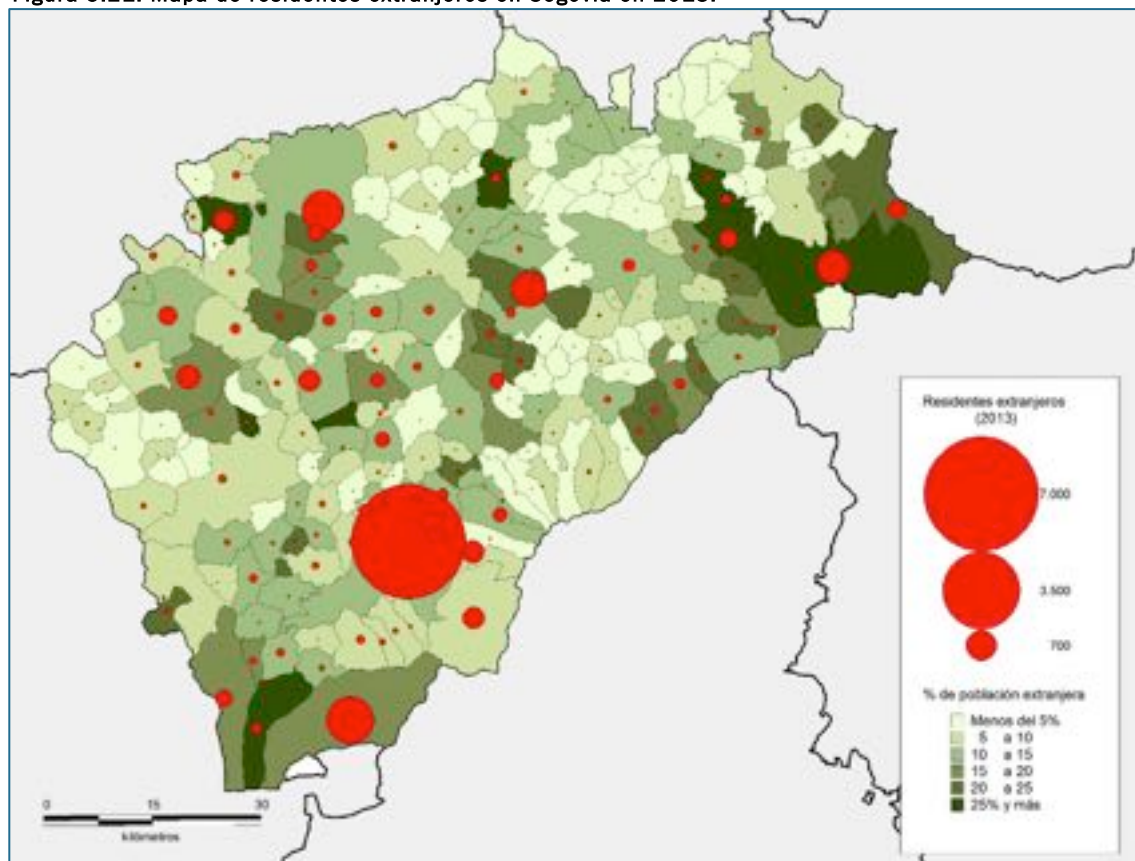 Figura 3.22. Mapa de residentes extranjeros en Segovia en 2013.
Residentes extranjeros
(2013)
7.000
3.500
700
% de población extranjera
Menos del 5%
5 a 10
10 a 15
15 a 20
20 a 25
25% y más
0 15 30
kilómetros